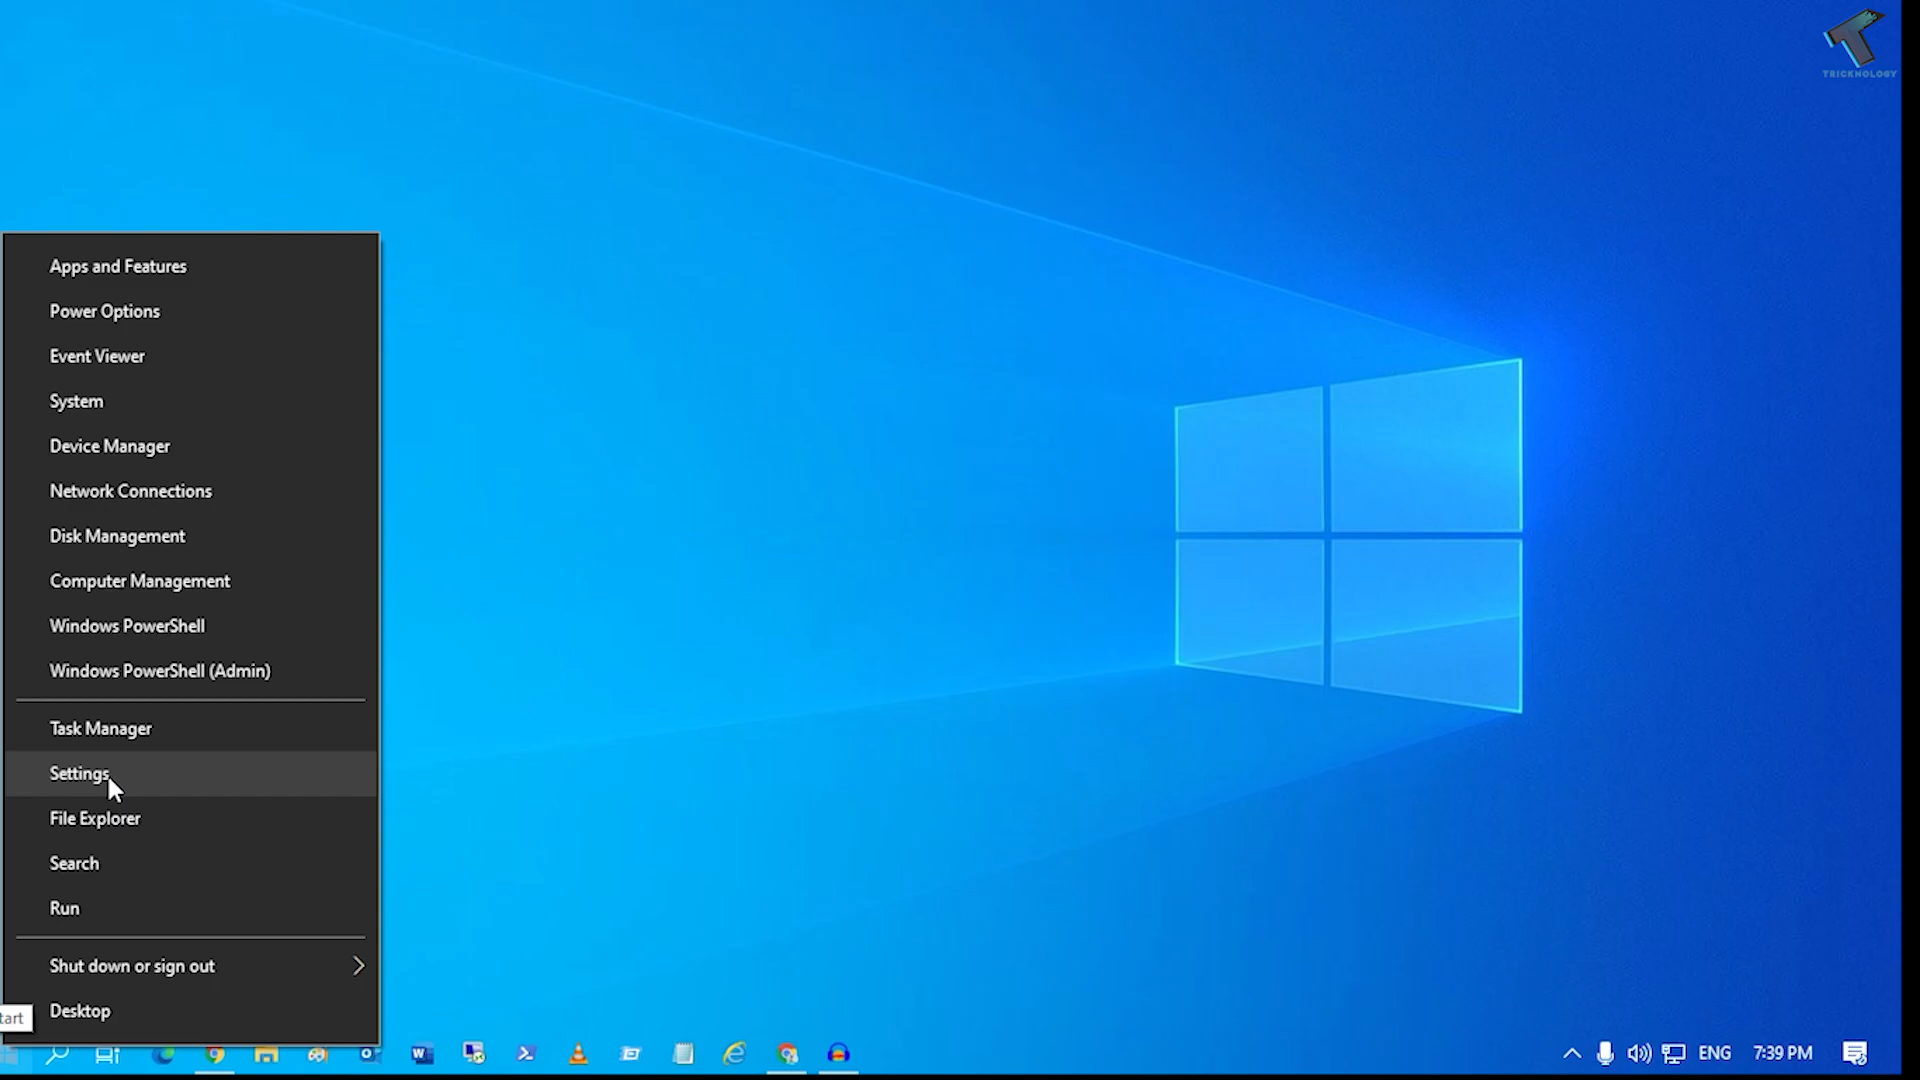 TRICKNOLOGY
Apps and Features
Power Options
Event Viewer
System
Device Manager
Network Connections
Disk Management
Computer Management
Windows PowerShell
Windows PowerShell (Admin)
Task Manager
Settings
File Explorer
Search
Run
Shut down or sign out
Desktop
tart
ENG
7:39 PM